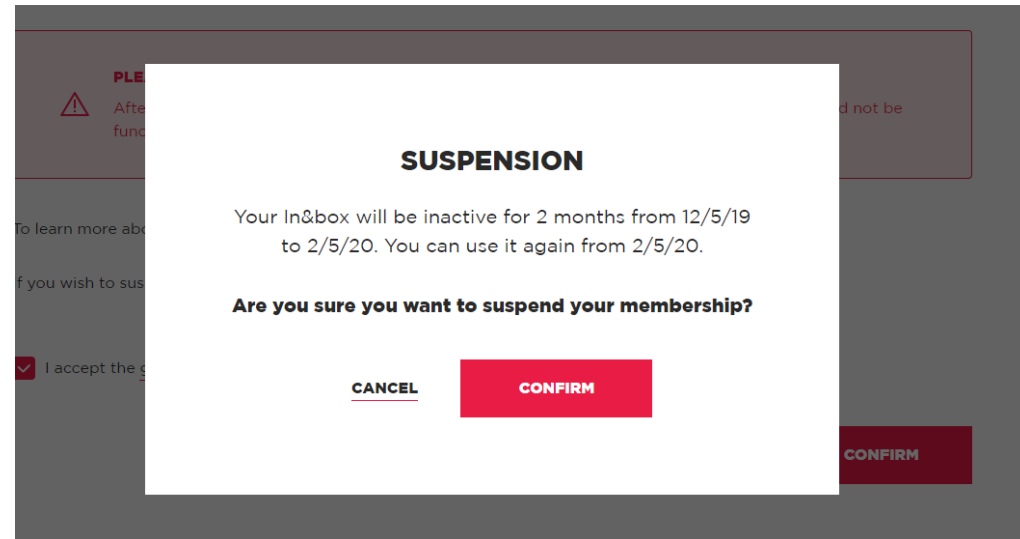 PLE
Afte
d not be
func
SUSPENSION
Your In&box will be inactive for 2 months from 12/5/19
to 2/5/20. You can use it again from 2/5/20.
To learn more abo
If you wish to sus
Are you sure you want to suspend your membership?
I accept the g
CANCEL
CONFIRM
CONFIRM